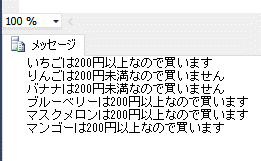 100 %
メッセージ
いちごは200円以上なので買います
りんごは200円未満なので買いません
バナナは200円未満なので買いません
ブルーベリーは200円以上なので買います
マスクメロンは200円以上なので買います
マンゴーは200円以上なので買います